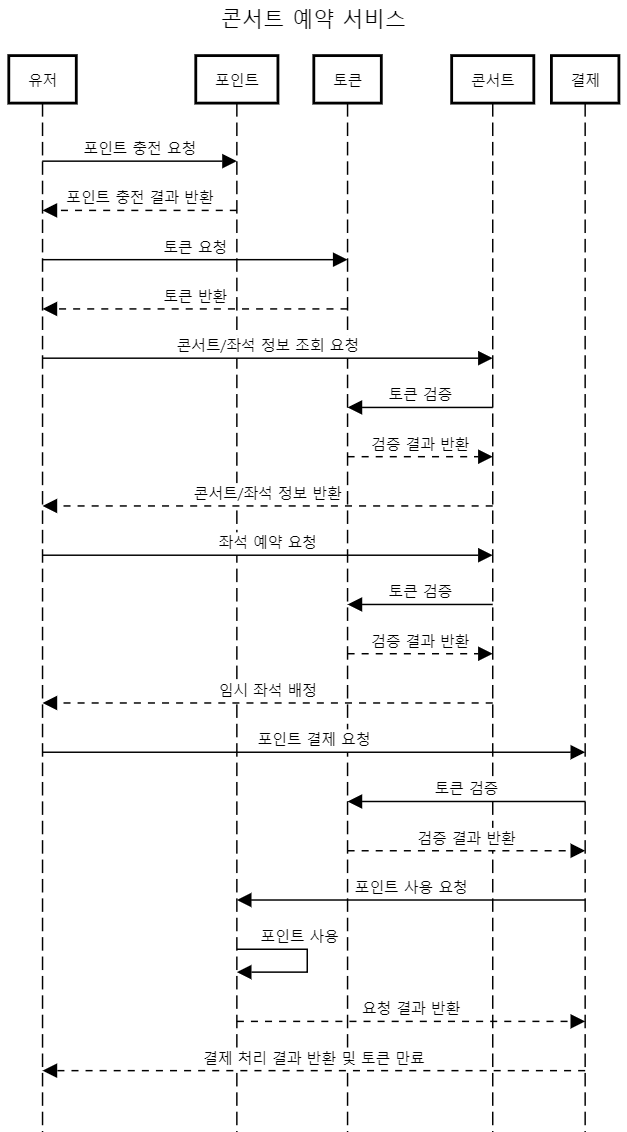 콘서트 예약 서비스
유저
포인트
토큰
콘서트
결제
포인트 충전 요청
포인트 충전 결과 반환
토큰 요청
토큰 반환
콘서트/좌석 정보 조회 요청
토큰 검증
검증 결과 반환
콘서트/좌석 정보 반환
좌석 예약 요청
토큰 검증
검증 결과 반환
임시 좌석 배정
포인트 결제 요청
토큰 검증
검증 결과 반환
포인트 사용 요청
포인트 사용
요청 결과 반환
결제 처리 결과 반환 및 토큰 만료